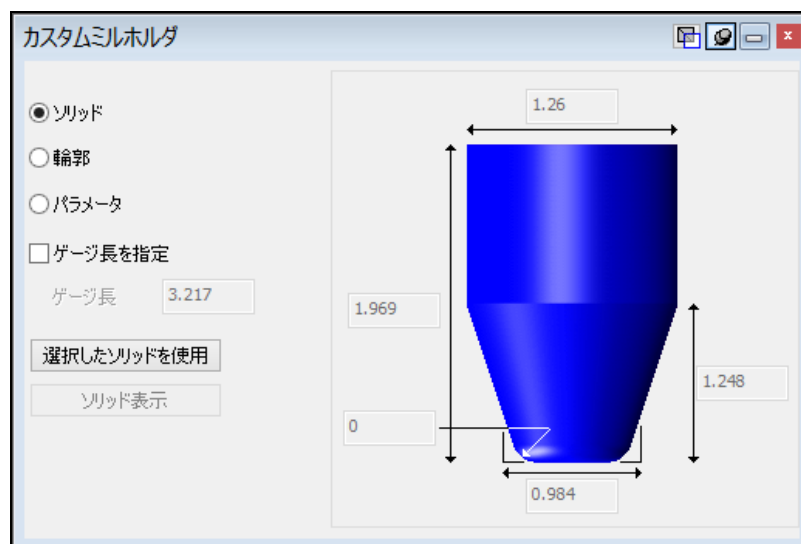 カスタムミルホルダ
ソリッド
輪郭
パラメータ
ゲージ長を指定
ゲージ長 3.217
選択したソリッドを使用
ソリッド表示
1.26
1.969
1.248
0
0.984